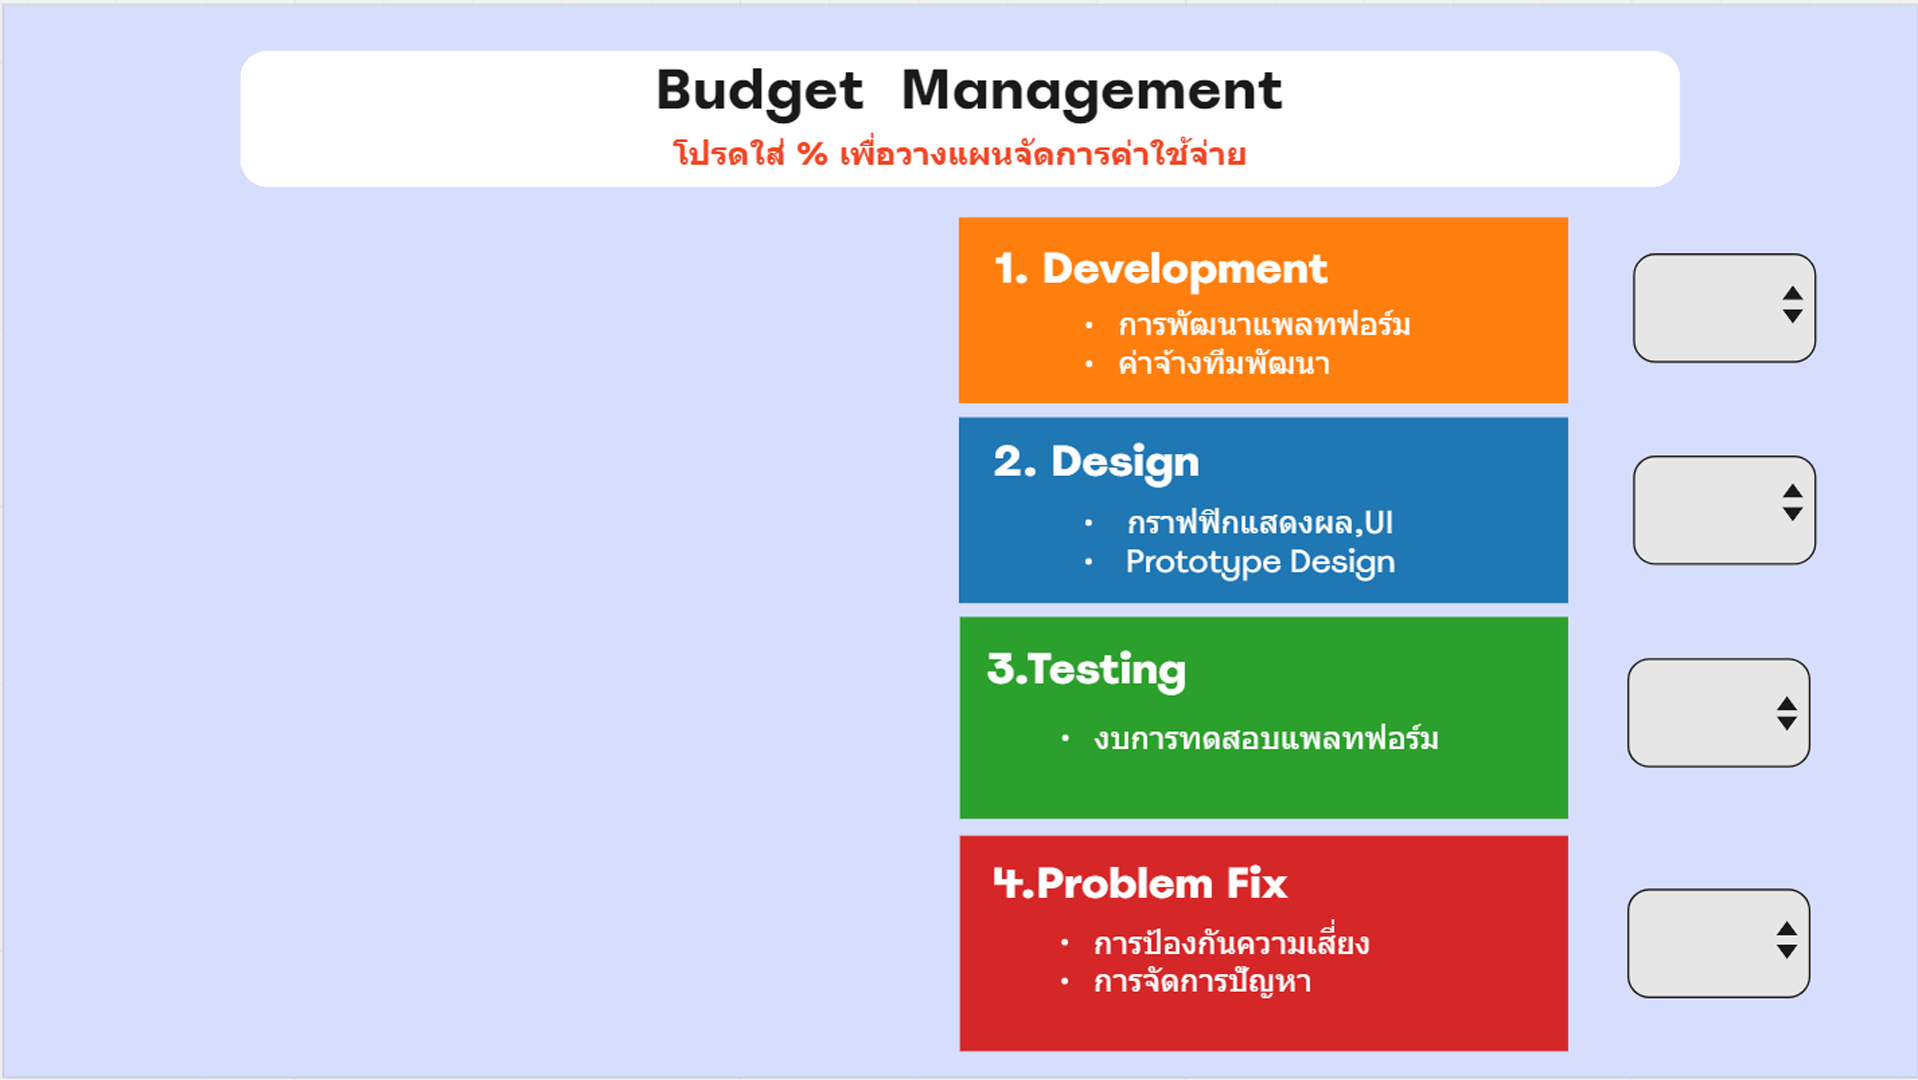 Budget Management
โปรดใส่ % เพื่อวางแผนจัดการค่าใช้จ่าย
1. Development
• การพัฒนาแพลทฟอร์ม
• ค่าจ้างทีมพัฒนา
2. Design
• กราฟฟิกแสดงผล,UI
• Prototype Design
3.Testing
• งบการทดสอบแพลทฟอร์ม
4.Problem Fix
• การป้องกันความเสี่ยง
• การจัดการปัญหา